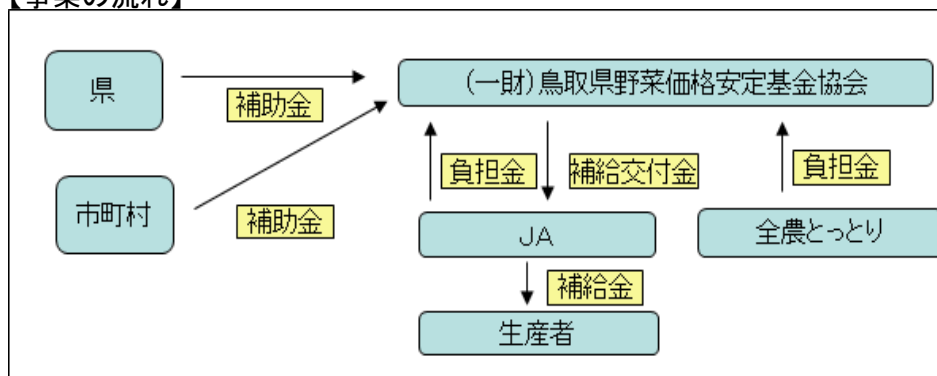 【事業の流れ】
県
補助金
(一財)鳥取県野菜価格安定基金協会
負担金
補給交付金
負担金
市町村
補助金
JA
全農とっとり
補給金
生産者